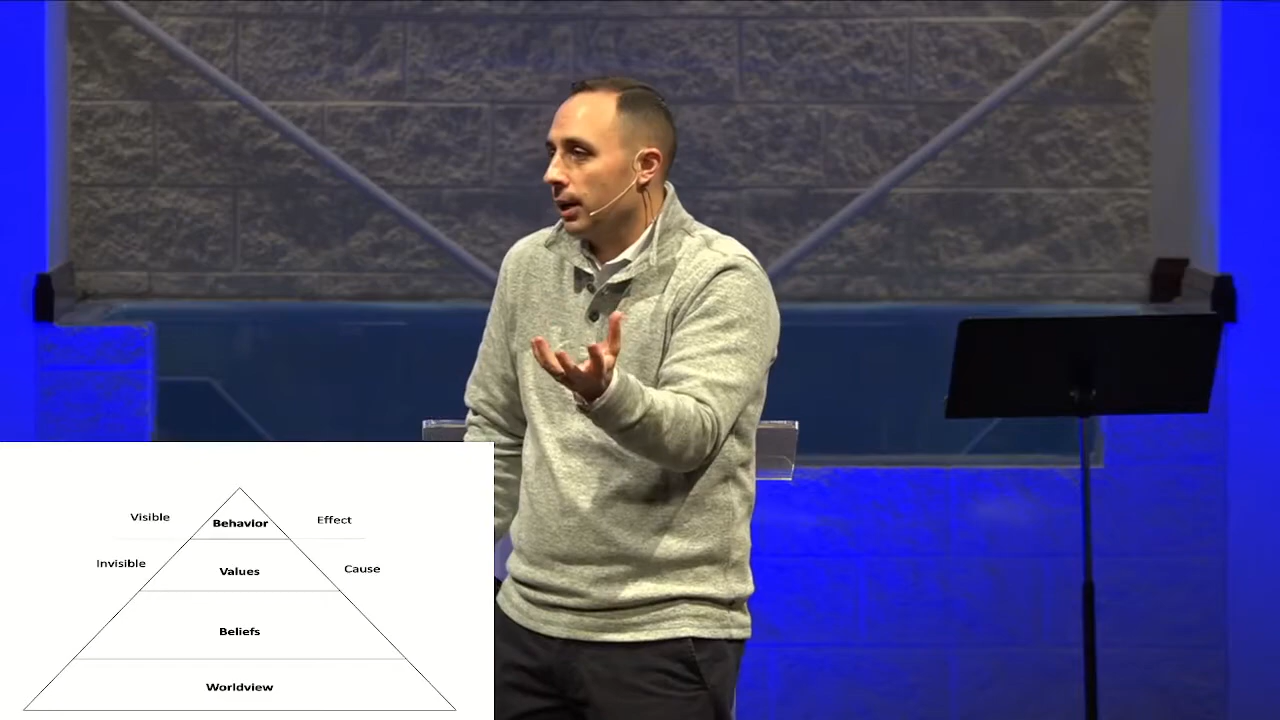 Visible
Behavior
Effect
Invisible
Values
Cause
Beliefs
Worldview